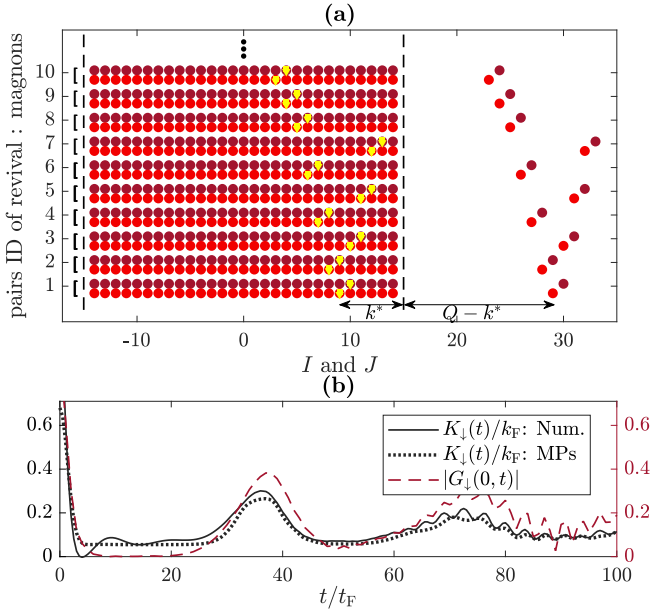 (a)
pairs ID of revival : magnons
10
9
8
7
6
5
4
3
2
1
k*
Q − k*
-10 0 10 20 30
I and J
(b)
0.6 0.6
0.4 0.4
0.2 0.2
0 0
K↓(t)/kF: Num.
K↓(t)/kF: MPs
|G↓(0, t)|
0 20 40 60 80 100
t/tF